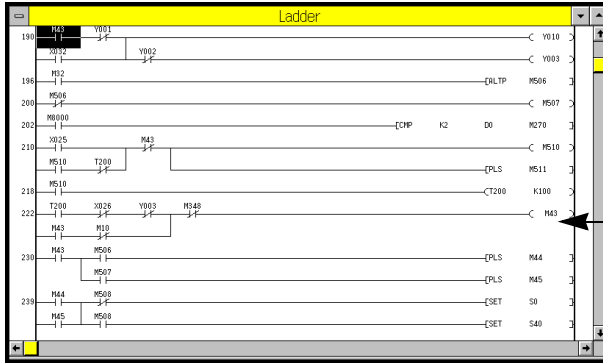 Ladder
M43 Y001
190 Y010
X032 Y002
Y003
M32
196 ALTP M506
M506
200 M507
M8000
202 CMP K2 D0 M270
X025 M43
210 M510
M510 T200
PLS M511
M510
218 T200 K100
T200 X026 Y003 M348
222 M43
M43 M10
M43 M506
230 PLS M44
M507
PLS M45
M44 M508
239 SET S0
M45 M508
SET S40